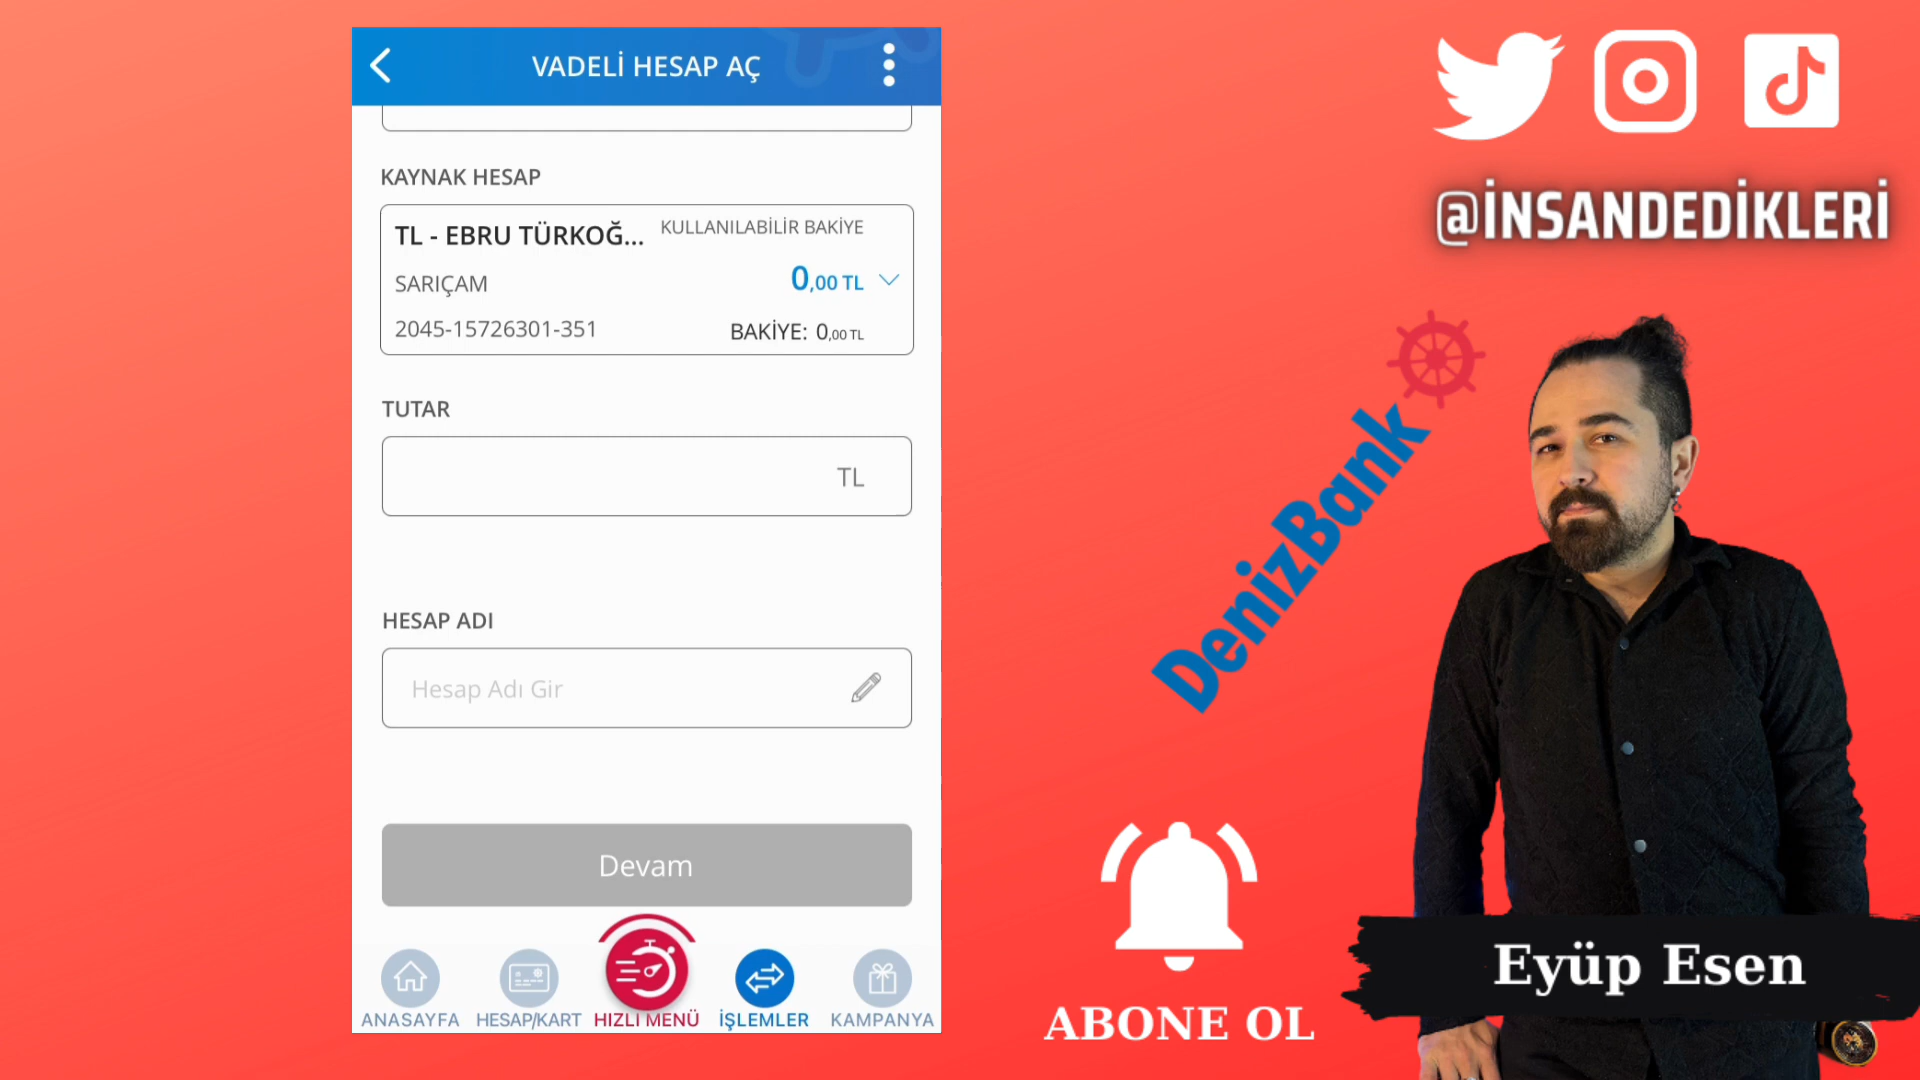 VADELİ HESAP AÇ
KAYNAK HESAP
TL - EBRU TÜRKOĞ...
KULLANILABİLİR BAKİYE
SARIÇAM
0,00 TL
2045-15726301-351
BAKİYE: 0,00 TL
TUTAR
TL
HESAP ADI
Hesap Adı Gir
Devam
ANASAYFA
HESAP/KART
HIZLI MENÜ
İŞLEMLER
KAMPANYA
@İNSANDEDİKLERİ
DenizBank
ABONE OL
Eyüp Esen